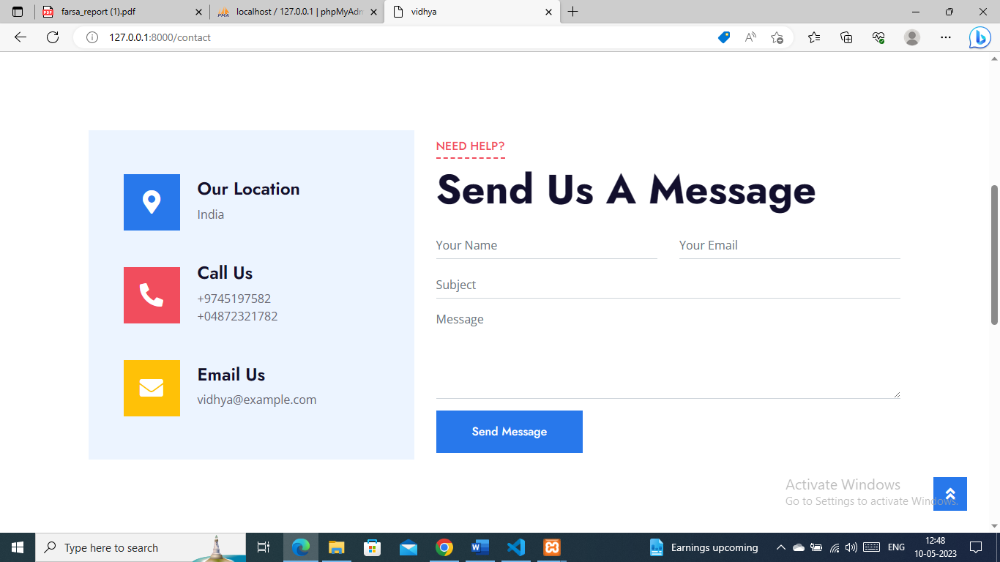 farsa_report (1).pdf
localhost / 127.0.0.1 | phpMyAdm
vidhya
127.0.0.1:8000/contact
Our Location
India
Call Us
+9745197582
+04872321782
Email Us
vidhya@example.com
NEED HELP?
Send Us A Message
Your Name
Your Email
Subject
Message
Send Message
Activate Windows
Go to Settings to activate Windows.
Type here to search
Earnings upcoming
ENG
12:48
10-05-2023